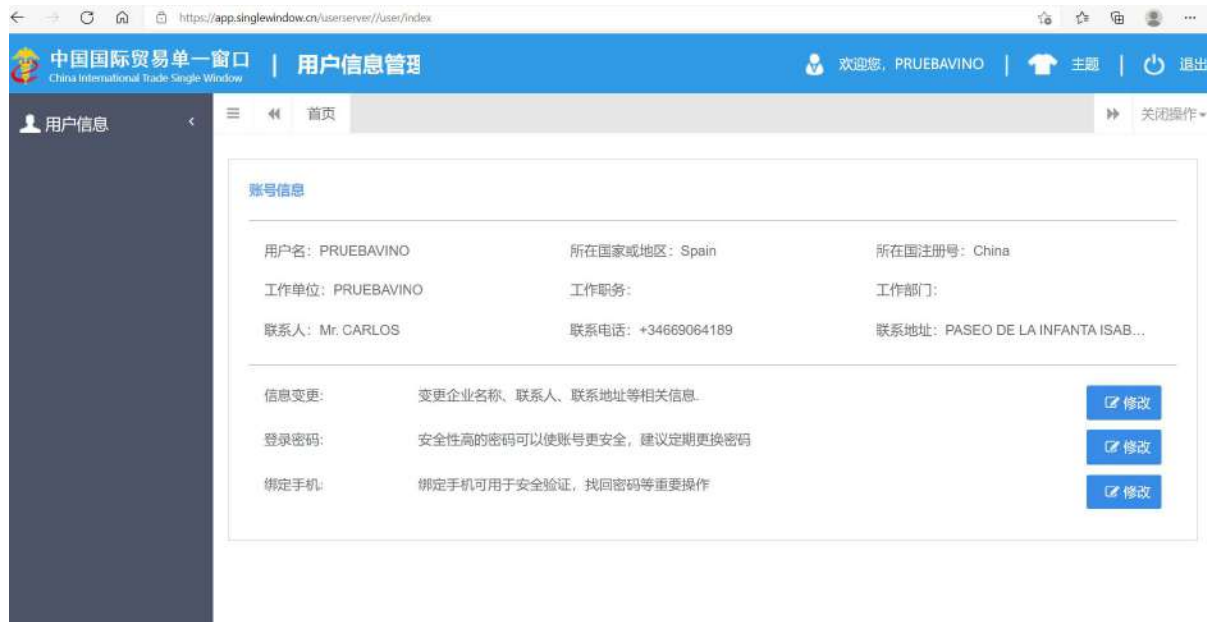 https://app.singlewindow.cn/userserver//user/index
中国国际贸易单一窗口 | 用户信息管理
China International Trade Single Window
欢迎您, PRUEBAVINO | 主题 | 退出
用户信息
首页
关闭操作
账号信息
用户名: PRUEBAVINO 所在国家或地区: Spain 所在国注册号: China
工作单位: PRUEBAVINO 工作职务: 工作部门:
联系人: Mr. CARLOS 联系电话: +34669064189 联系地址: PASEO DE LA INFANTA ISAB...
信息变更: 变更企业名称、联系人、联系地址等相关信息. 修改
登录密码: 安全性高的密码可以使账号更安全, 建议定期更换密码 修改
绑定手机: 绑定手机可用于安全验证, 找回密码等重要操作 修改